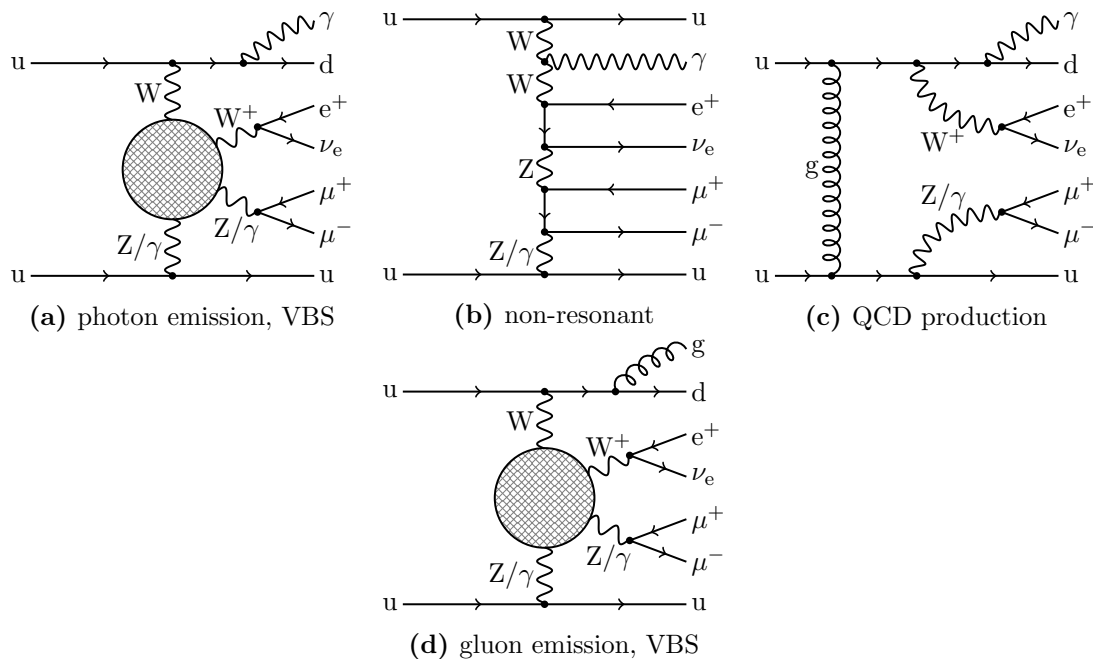 γ
u
d
W
W⁺
e⁺
νₑ
μ⁺
μ⁻
Z/γ
Z/γ
u
u
(a) photon emission, VBS
u
u
W
γ
W
e⁺
νₑ
Z
μ⁺
μ⁻
Z/γ
u
u
(b) non-resonant
γ
u
d
e⁺
W⁺
νₑ
g
Z/γ
μ⁺
μ⁻
u
u
(c) QCD production
g
u
d
W
W⁺
e⁺
νₑ
μ⁺
Z/γ
μ⁻
Z/γ
u
u
(d) gluon emission, VBS